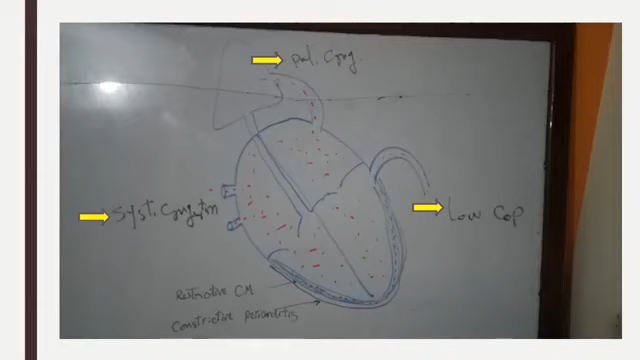 pul. Cong.
Syst. Congestion
Low Cop
Restrictive CM
Constrictive pericarditis